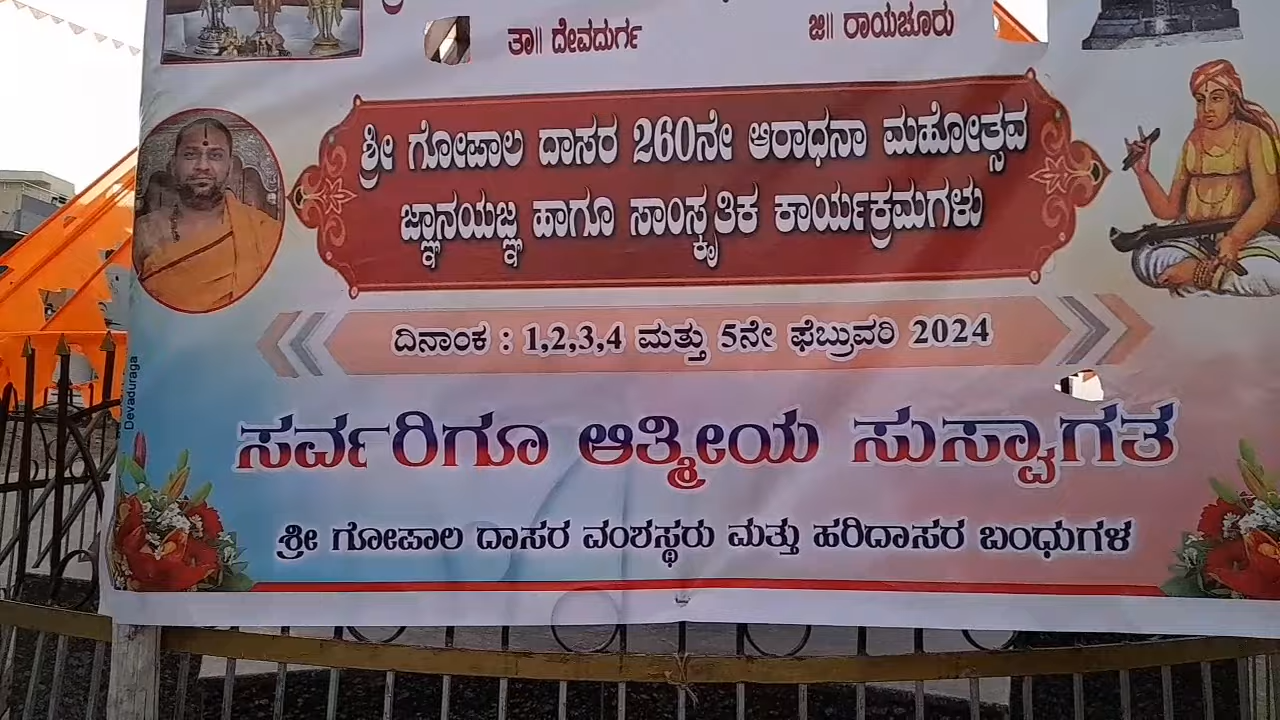 ತಾ॥ ದೇವದುರ್ಗ ಜಿ॥ ರಾಯಚೂರು
ಶ್ರೀ ಗೋಪಾಲ ದಾಸರ 260ನೇ ಆರಾಧನಾ ಮಹೋತ್ಸವ
ಜ್ಞಾನಯಜ್ಞ ಹಾಗೂ ಸಾಂಸ್ಕೃತಿಕ ಕಾರ್ಯಕ್ರಮಗಳು
ದಿನಾಂಕ : 1,2,3,4 ಮತ್ತು 5ನೇ ಫೆಬ್ರುವರಿ 2024
ಸರ್ವರಿಗೂ ಆತ್ಮೀಯ ಸುಸ್ವಾಗತ
ಶ್ರೀ ಗೋಪಾಲ ದಾಸರ ವಂಶಸ್ಥರು ಮತ್ತು ಹರಿದಾಸರ ಬಂಧುಗಳ
Devaduraga